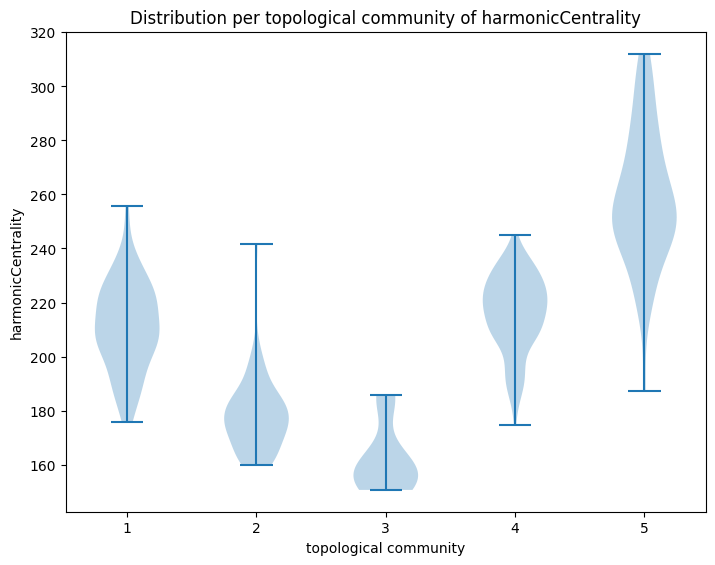 Distribution per topological community of harmonicCentrality
320
300
280
260
240
220
200
180
160
harmonicCentrality
1 2 3 4 5
topological community